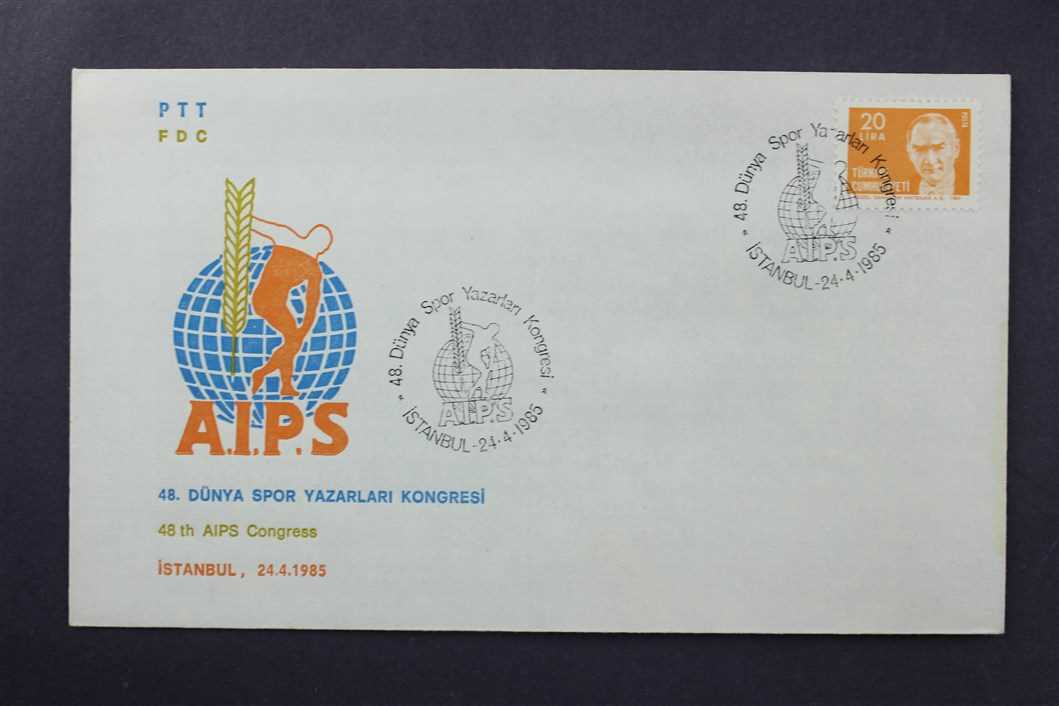 PTT
FDC
20
LIRA
POSTA
TÜRKİYE
CUMHURİYETİ
" 48. Dünya Spor Yazarları Kongresi "
A.I.P.S
İSTANBUL-24.4.1985
A.I.P.S
" 48. Dünya Spor Yazarları Kongresi "
A.I.P.S
İSTANBUL-24.4.1985
48. DÜNYA SPOR YAZARLARI KONGRESİ
48 th AIPS Congress
İSTANBUL, 24.4.1985